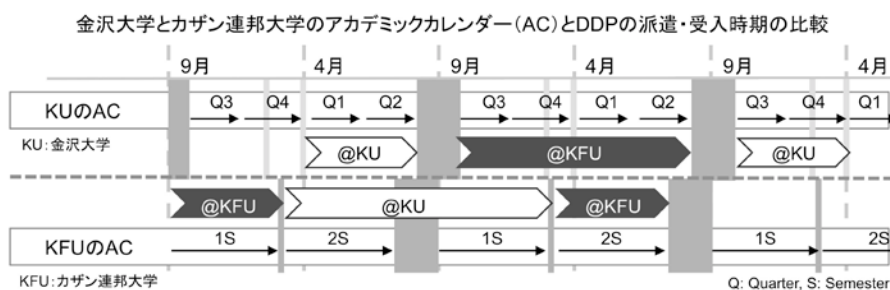 金沢大学とカザン連邦大学のアカデミックカレンダー(AC)とDDPの派遣・受入時期の比較
9月 4月 9月 4月 9月 4月
KUのAC Q3 Q4 Q1 Q2 Q3 Q4 Q1 Q2 Q3 Q4 Q1
KU:金沢大学 @KU @KFU @KU
@KFU @KU @KFU
KFUのAC 1S 2S 1S 2S 1S 2S
KFU:カザン連邦大学 Q: Quarter, S: Semester